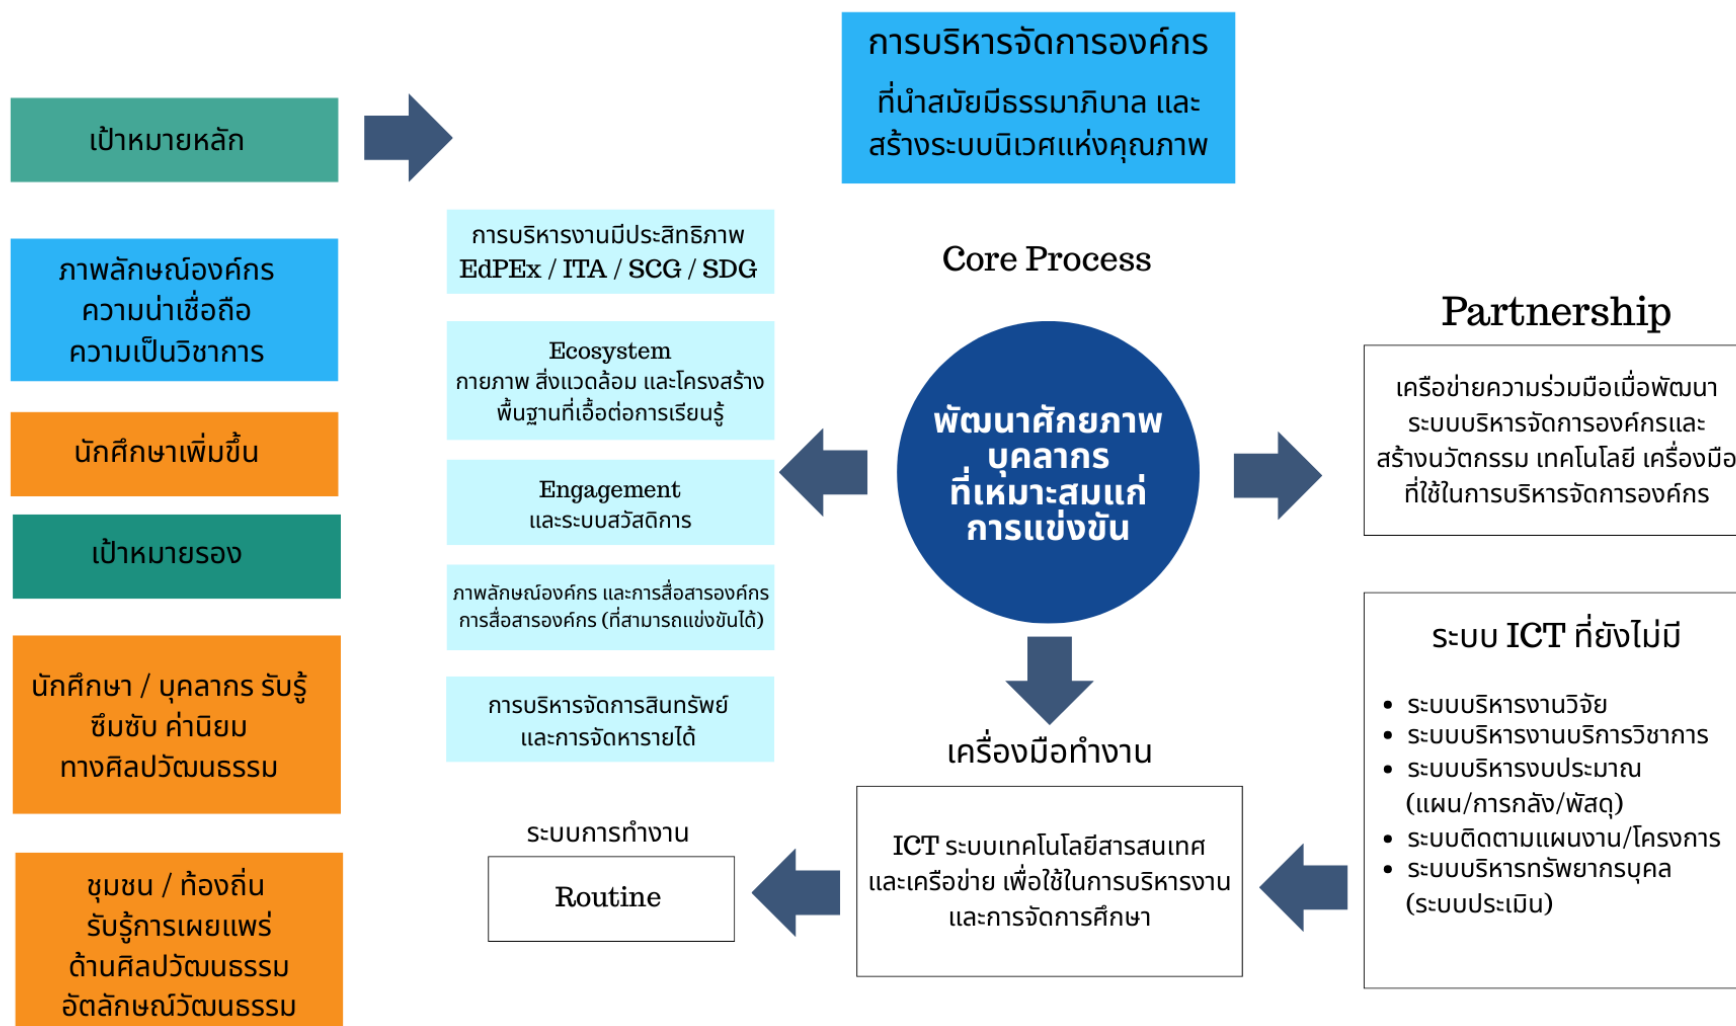 การบริหารจัดการองค์กร
ที่นำสมัยมีธรรมาภิบาล และ
สร้างระบบนิเวศแห่งคุณภาพ
เป้าหมายหลัก
ภาพลักษณ์องค์กร
ความน่าเชื่อถือ
ความเป็นวิชาการ
นักศึกษาเพิ่มขึ้น
เป้าหมายรอง
นักศึกษา / บุคลากร รับรู้
ซึมซับ ค่านิยม
ทางศิลปวัฒนธรรม
ชุมชน / ท้องถิ่น
รับรู้การเผยแพร่
ด้านศิลปวัฒนธรรม
อัตลักษณ์วัฒนธรรม
การบริหารงานมีประสิทธิภาพ
EdPEx / ITA / SCG / SDG
Ecosystem
กายภาพ สิ่งแวดล้อม และโครงสร้าง
พื้นฐานที่เอื้อต่อการเรียนรู้
Engagement
และระบบสวัสดิการ
ภาพลักษณ์องค์กร และการสื่อสารองค์กร
การสื่อสารองค์กร (ที่สามารถแข่งขันได้)
การบริหารจัดการสินทรัพย์
และการจัดหารายได้
ระบบการทำงาน
Routine
Core Process
พัฒนาศักยภาพ
บุคลากร
ที่เหมาะสมแก่
การแข่งขัน
เครื่องมือทำงาน
ICT ระบบเทคโนโลยีสารสนเทศ
และเครือข่าย เพื่อใช้ในการบริหารงาน
และการจัดการศึกษา
Partnership
เครือข่ายความร่วมมือเมื่อพัฒนา
ระบบบริหารจัดการองค์กรและ
สร้างนวัตกรรม เทคโนโลยี เครื่องมือ
ที่ใช้ในการบริหารจัดการองค์กร
ระบบ ICT ที่ยังไม่มี
• ระบบบริหารงานวิจัย
• ระบบบริหารงานบริการวิชาการ
• ระบบบริหารงบประมาณ
(แผน/การกลัง/พัสดุ)
• ระบบติดตามแผนงาน/โครงการ
• ระบบบริหารทรัพยากรบุคล
(ระบบประเมิน)